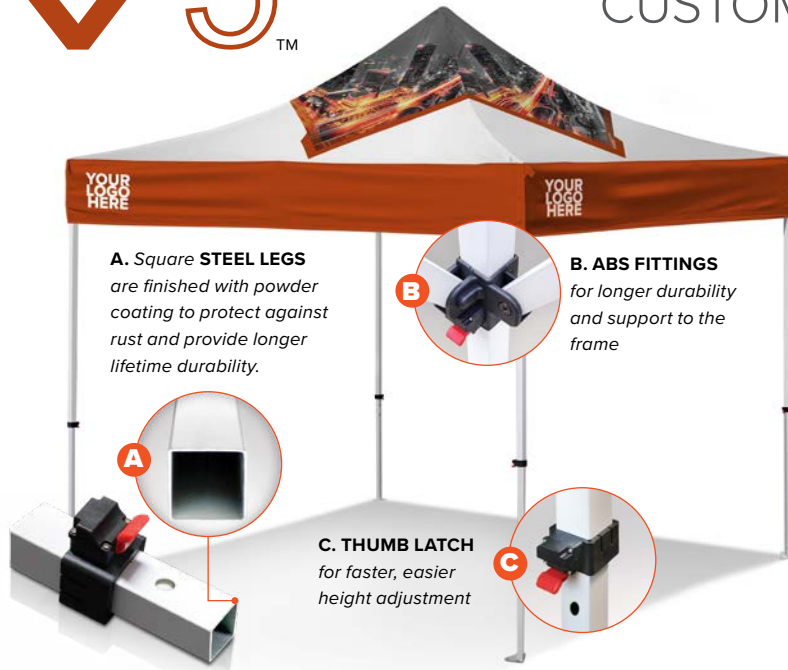 V3™
CUSTOM
YOUR
LOGO
HERE
YOUR
LOGO
HERE
A. Square STEEL LEGS
are finished with powder
coating to protect against
rust and provide longer
lifetime durability.
B
B. ABS FITTINGS
for longer durability
and support to the
frame
A
C. THUMB LATCH
for faster, easier
height adjustment
C